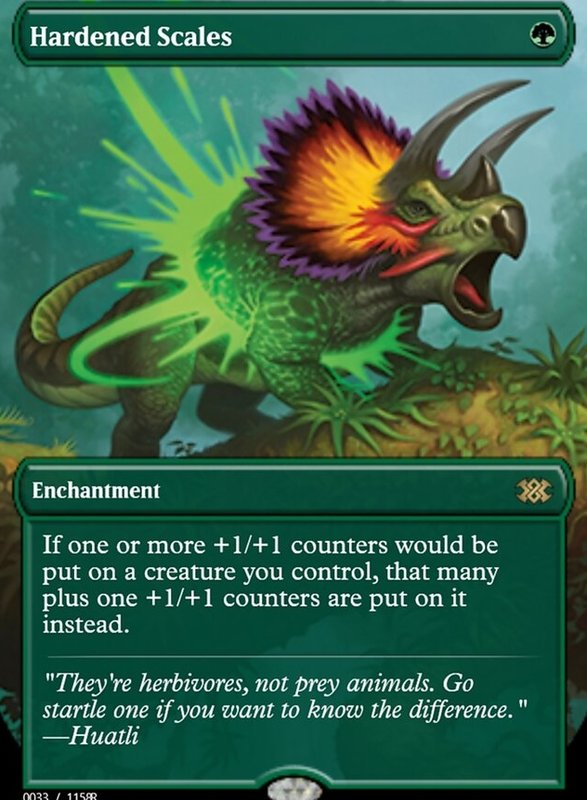 Hardened Scales
Enchantment
If one or more +1/+1 counters would be
put on a creature you control, that many
plus one +1/+1 counters are put on it
instead.
"They're herbivores, not prey animals. Go
startle one if you want to know the difference."
—Huatli
0033 / 1158R